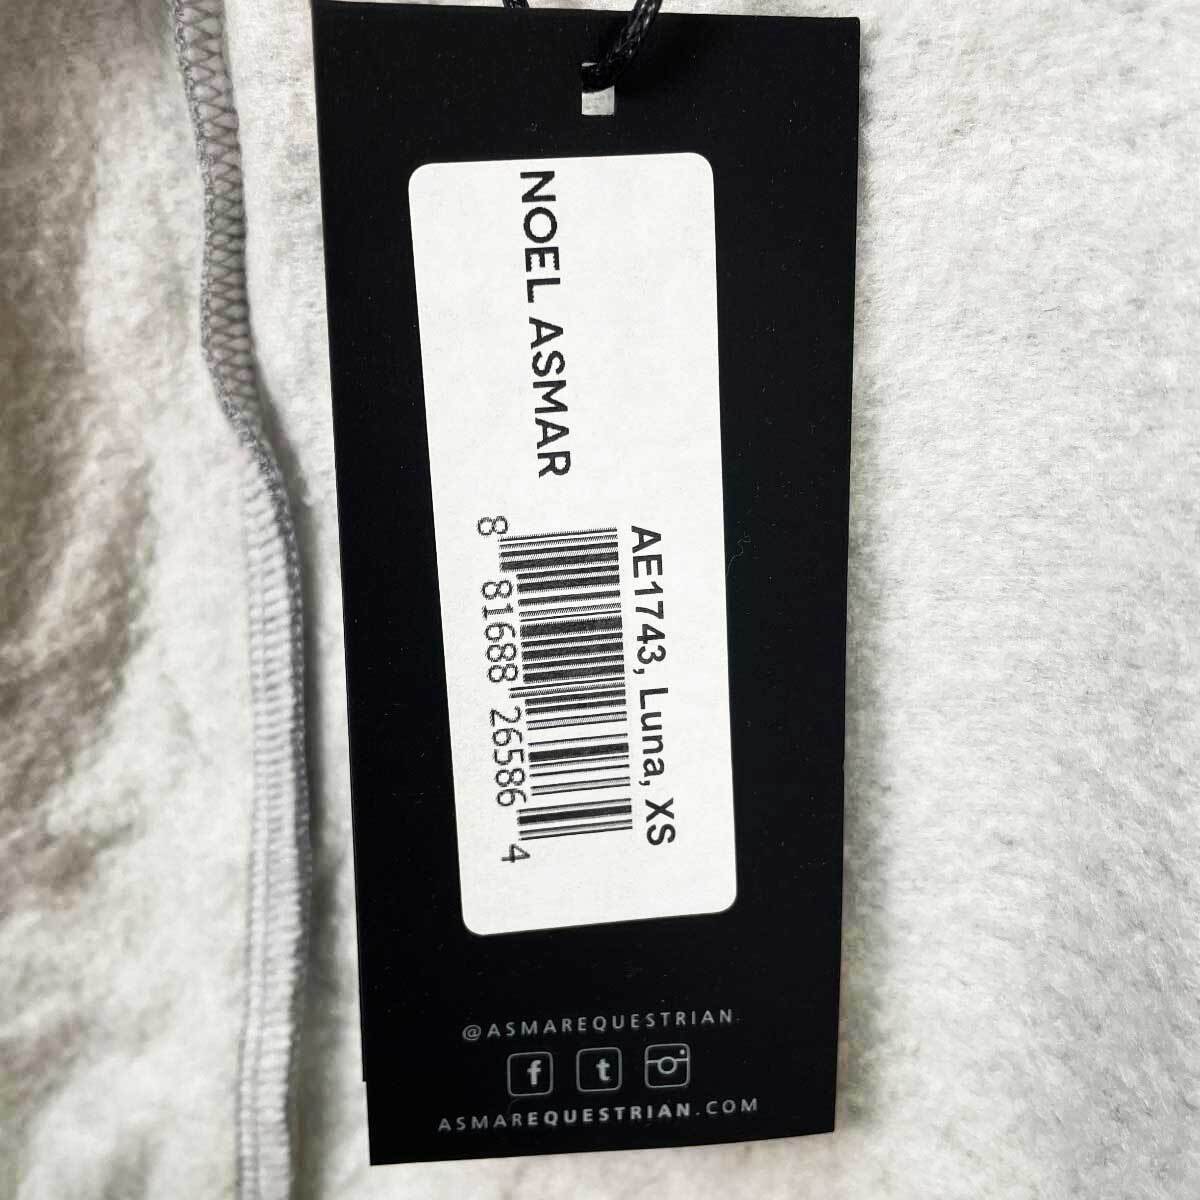 NOEL ASMAR
AE1743, Luna, XS
8 81688 26586 4
@ASMAREQUESTRIAN
f t
ASMAREQUESTRIAN.COM